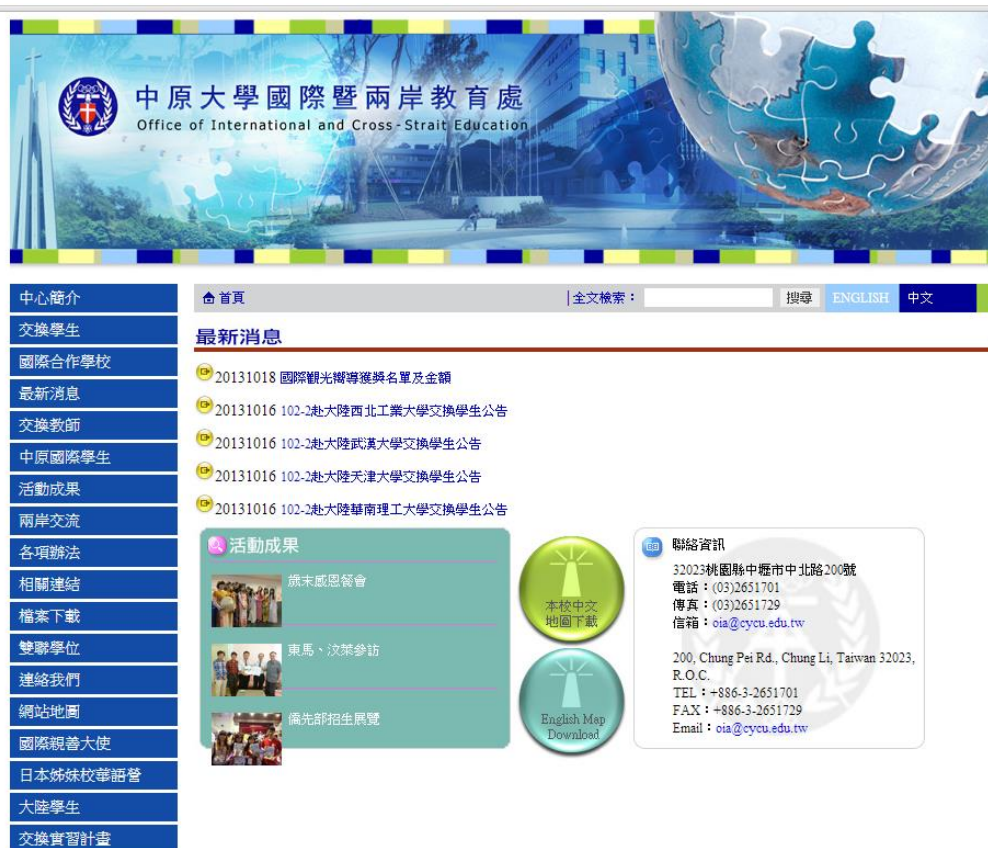 中原大學國際暨兩岸教育處
Office of International and Cross-Strait Education
中心簡介
交換學生
國際合作學校
最新消息
交換教師
中原國際學生
活動成果
兩岸交流
各項辦法
相關連結
檔案下載
雙聯學位
連絡我們
網站地圖
國際親善大使
日本姊妹校華語營
大陸學生
交換實習計畫
首頁
|全文檢索：
搜尋
ENGLISH
中文
最新消息
20131018 國際觀光嚮導獲獎名單及金額
20131016 102-2赴大陸西北工業大學交換學生公告
20131016 102-2赴大陸武漢大學交換學生公告
20131016 102-2赴大陸天津大學交換學生公告
20131016 102-2赴大陸華南理工大學交換學生公告
活動成果
歲末感恩餐會
東馬、汶萊參訪
僑先部招生展覽
本校中文
地圖下載
English Map
Download
聯絡資訊
32023桃園縣中壢市中北路200號
電話：(03)2651701
傳真：(03)2651729
信箱：oia@cycu.edu.tw
200, Chung Pei Rd., Chung Li, Taiwan 32023,
R.O.C.
TEL：+886-3-2651701
FAX：+886-3-2651729
Email：oia@cycu.edu.tw